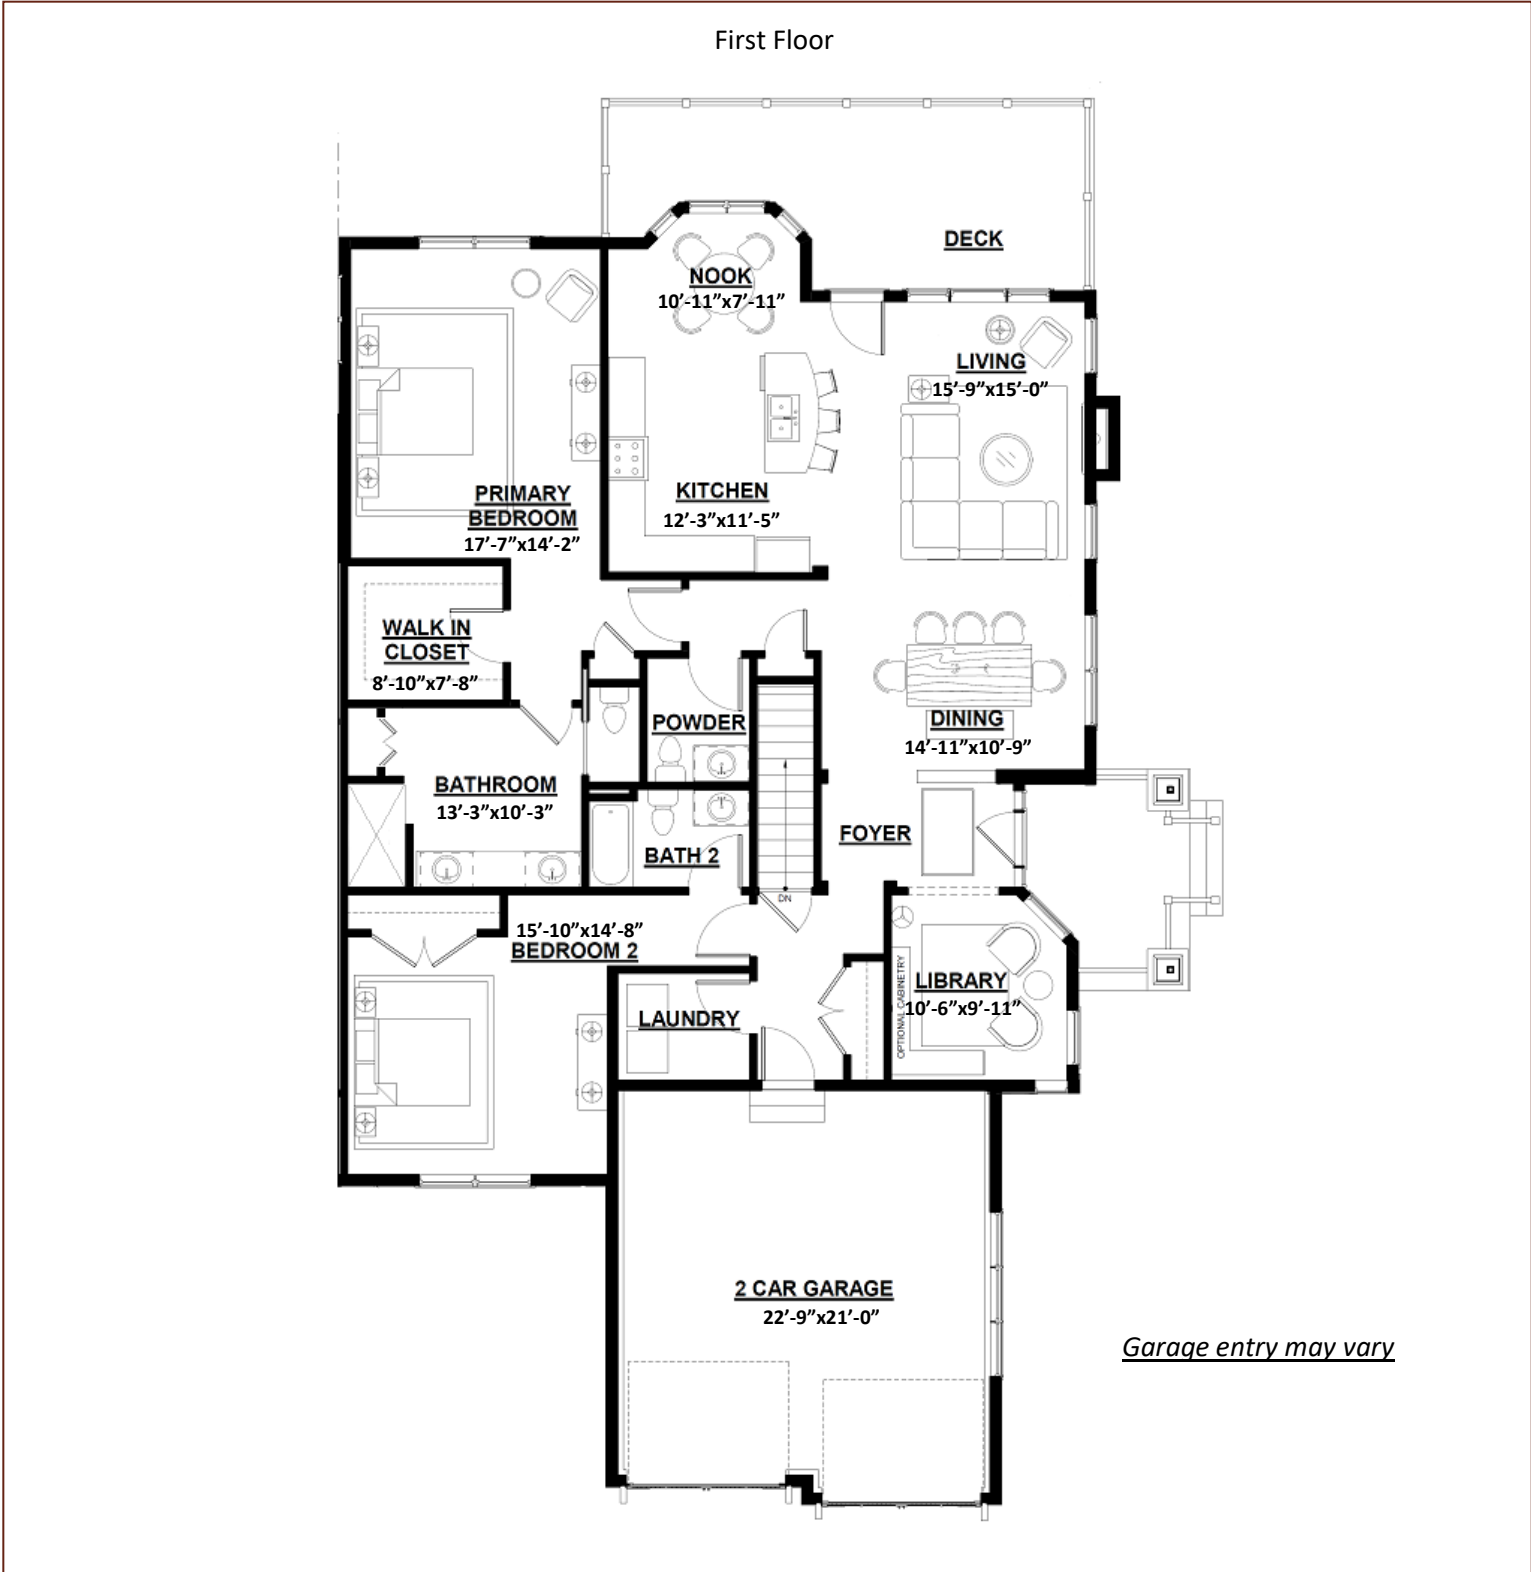 First Floor
DECK
NOOK
10’-11”x7’-11”
LIVING
15’-9”x15’-0”
PRIMARY
BEDROOM
17’-7”x14’-2”
KITCHEN
12’-3”x11’-5”
WALK IN
CLOSET
8’-10”x7’-8”
POWDER
DINING
14’-11”x10’-9”
BATHROOM
13’-3”x10’-3”
FOYER
BATH 2
DN
15’-10”x14’-8”
BEDROOM 2
OPTIONAL CABINETRY
LIBRARY
10’-6”x9’-11”
LAUNDRY
2 CAR GARAGE
22’-9”x21’-0”
Garage entry may vary